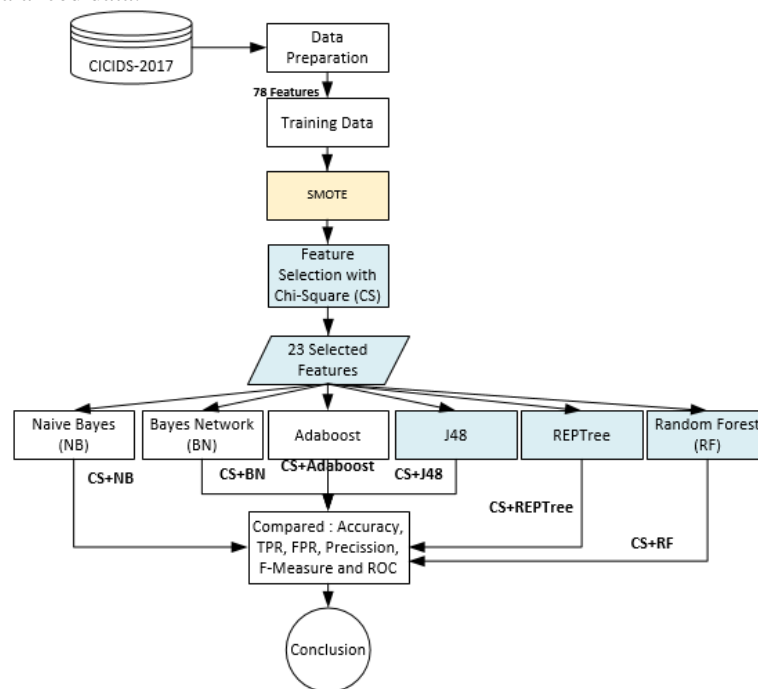 CICIDS-2017
Data
Preparation
78 Features
Training Data
SMOTE
Feature
Selection with
Chi-Square (CS)
23 Selected
Features
Naive Bayes
(NB)
Bayes Network
(BN)
Adaboost
J48
REPTree
Random Forest
(RF)
CS+NB
CS+BN
CS+Adaboost
CS+J48
CS+REPTree
CS+RF
Compared : Accuracy,
TPR, FPR, Precission,
F-Measure and ROC
Conclusion